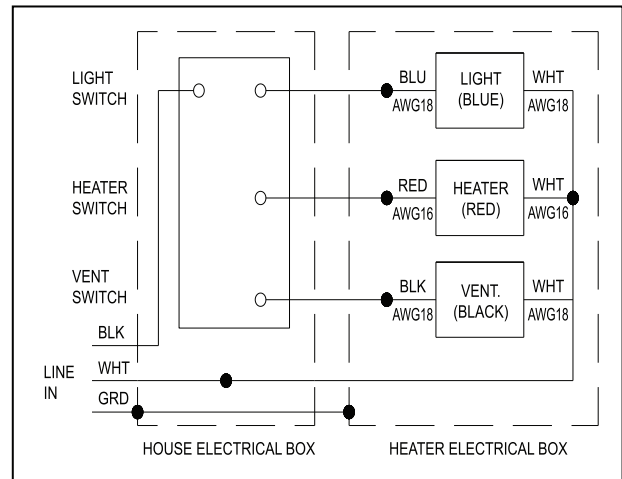 LIGHT
SWITCH
BLU
AWG18
LIGHT
(BLUE)
WHT
AWG18
HEATER
SWITCH
RED
AWG16
HEATER
(RED)
WHT
AWG16
VENT
SWITCH
BLK
AWG18
VENT.
(BLACK)
WHT
AWG18
BLK
LINE
IN
WHT
GRD
HOUSE ELECTRICAL BOX
HEATER ELECTRICAL BOX